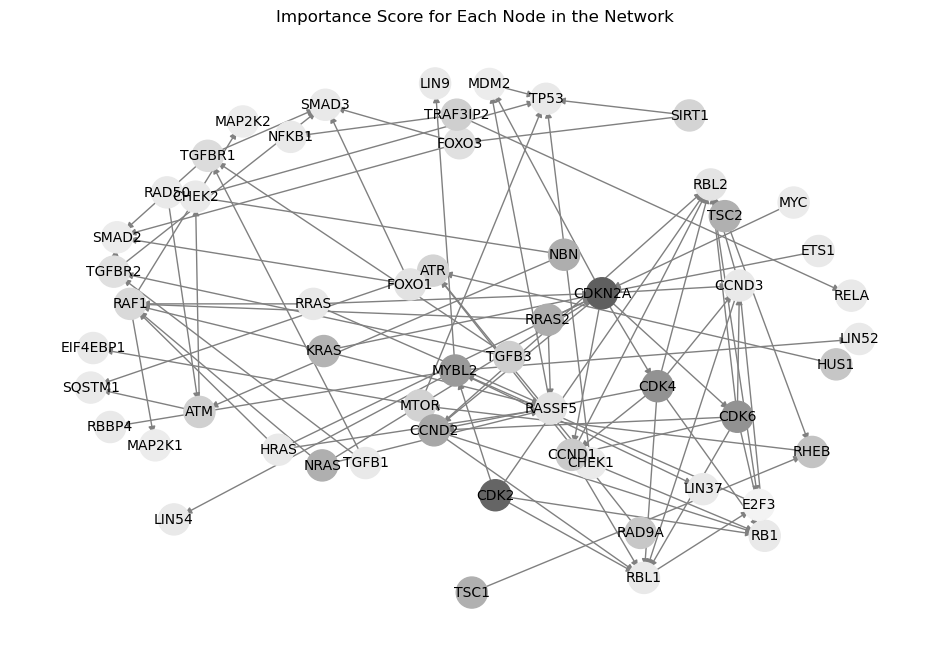 Importance Score for Each Node in the Network
LIN9
MDM2
TP53
SMAD3
TRAF3IP2
SIRT1
MAP2K2
NFKB1
FOXO3
TGFBR1
RBL2
RAD50
CHEK2
MYC
TSC2
SMAD2
NBN
ETS1
TGFBR2
ATR
FOXO1
CCND3
CDKN2A
RELA
RAF1
RRAS
RRAS2
LIN52
EIF4EBP1
KRAS
TGFB3
HUS1
MYBL2
SQSTM1
CDK4
MTOR
RASSF5
ATM
CDK6
RBBP4
CCND2
MAP2K1
HRAS
CCND1
RHEB
NRAS
TGFB1
CHEK1
LIN37
CDK2
E2F3
LIN54
RAD9A
RB1
RBL1
TSC1